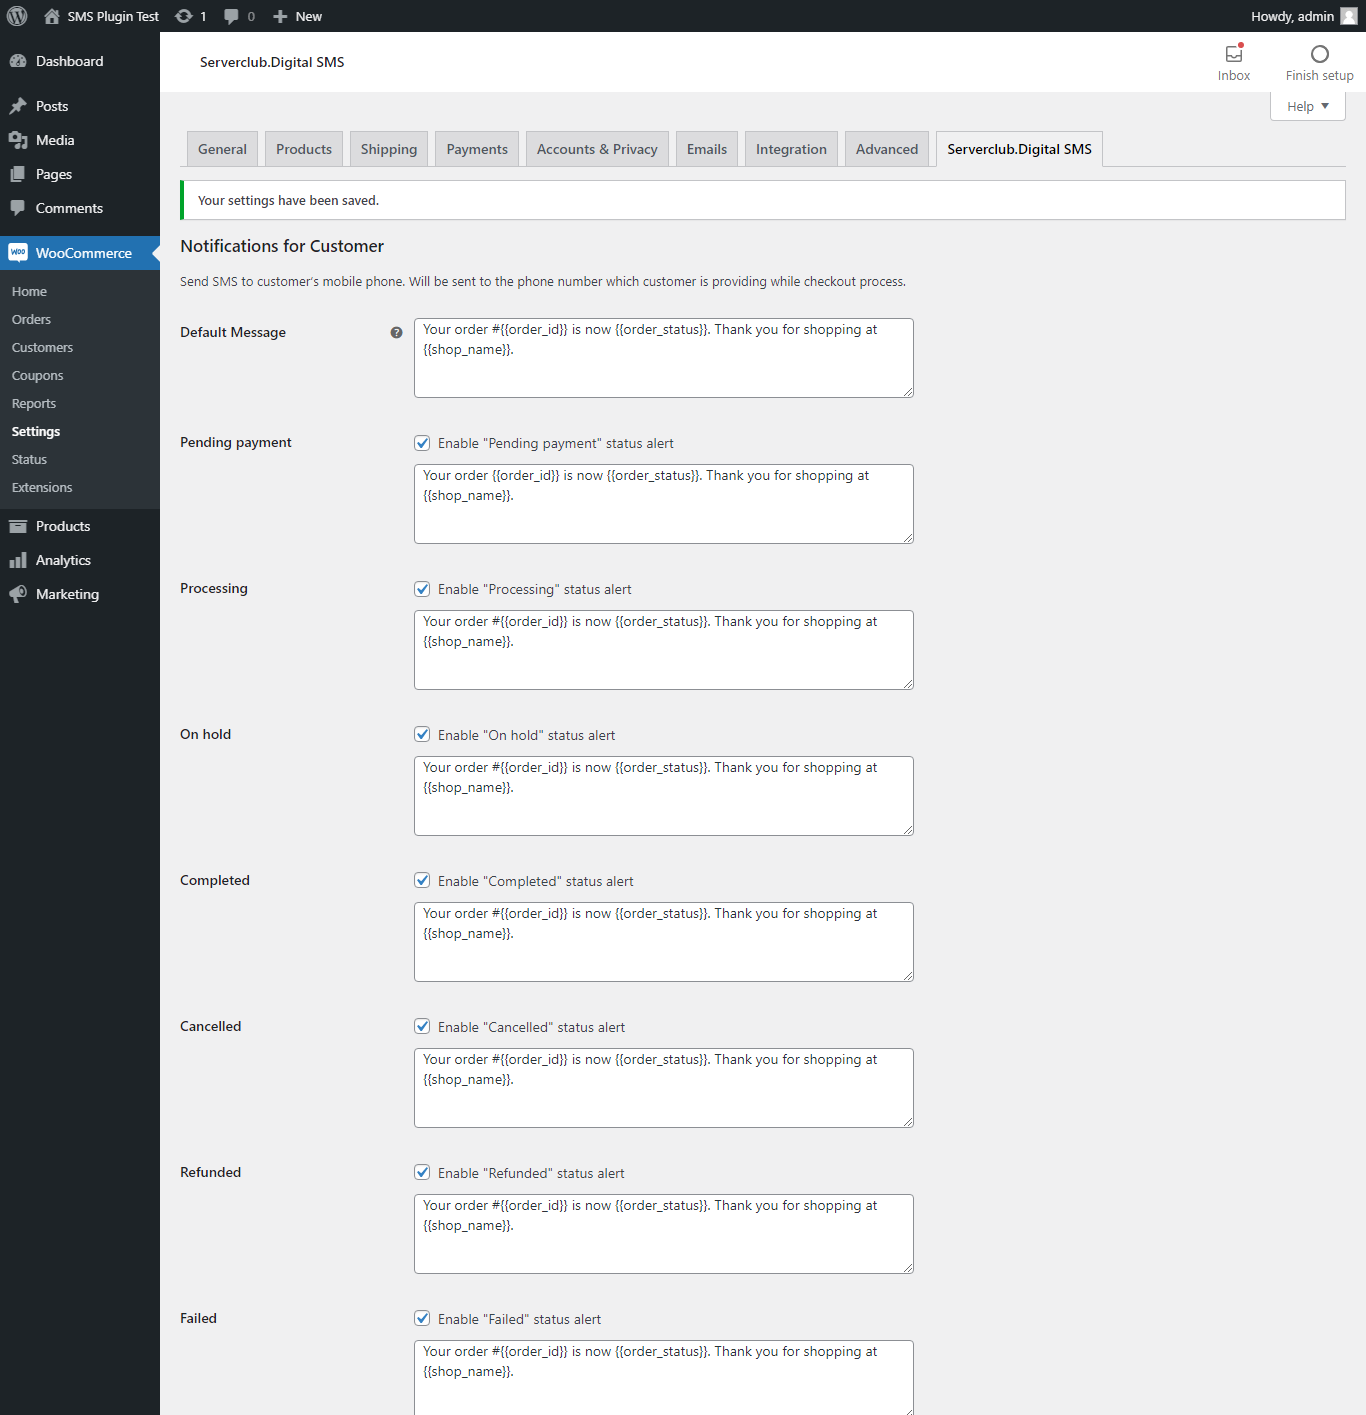 SMS Plugin Test 1 0 New Howdy, admin
Dashboard
Posts
Media
Pages
Comments
WooCommerce
Home
Orders
Customers
Coupons
Reports
Settings
Status
Extensions
Products
Analytics
Marketing
Serverclub.Digital SMS
Inbox
Finish setup
Help
General Products Shipping Payments Accounts & Privacy Emails Integration Advanced Serverclub.Digital SMS
Your settings have been saved.
Notifications for Customer
Send SMS to customer's mobile phone. Will be sent to the phone number which customer is providing while checkout process.
Default Message
Your order #{{order_id}} is now {{order_status}}. Thank you for shopping at
{{shop_name}}.
Pending payment
Enable "Pending payment" status alert
Your order {{order_id}} is now {{order_status}}. Thank you for shopping at
{{shop_name}}.
Processing
Enable "Processing" status alert
Your order #{{order_id}} is now {{order_status}}. Thank you for shopping at
{{shop_name}}.
On hold
Enable "On hold" status alert
Your order #{{order_id}} is now {{order_status}}. Thank you for shopping at
{{shop_name}}.
Completed
Enable "Completed" status alert
Your order #{{order_id}} is now {{order_status}}. Thank you for shopping at
{{shop_name}}.
Cancelled
Enable "Cancelled" status alert
Your order #{{order_id}} is now {{order_status}}. Thank you for shopping at
{{shop_name}}.
Refunded
Enable "Refunded" status alert
Your order #{{order_id}} is now {{order_status}}. Thank you for shopping at
{{shop_name}}.
Failed
Enable "Failed" status alert
Your order #{{order_id}} is now {{order_status}}. Thank you for shopping at
{{shop_name}}.